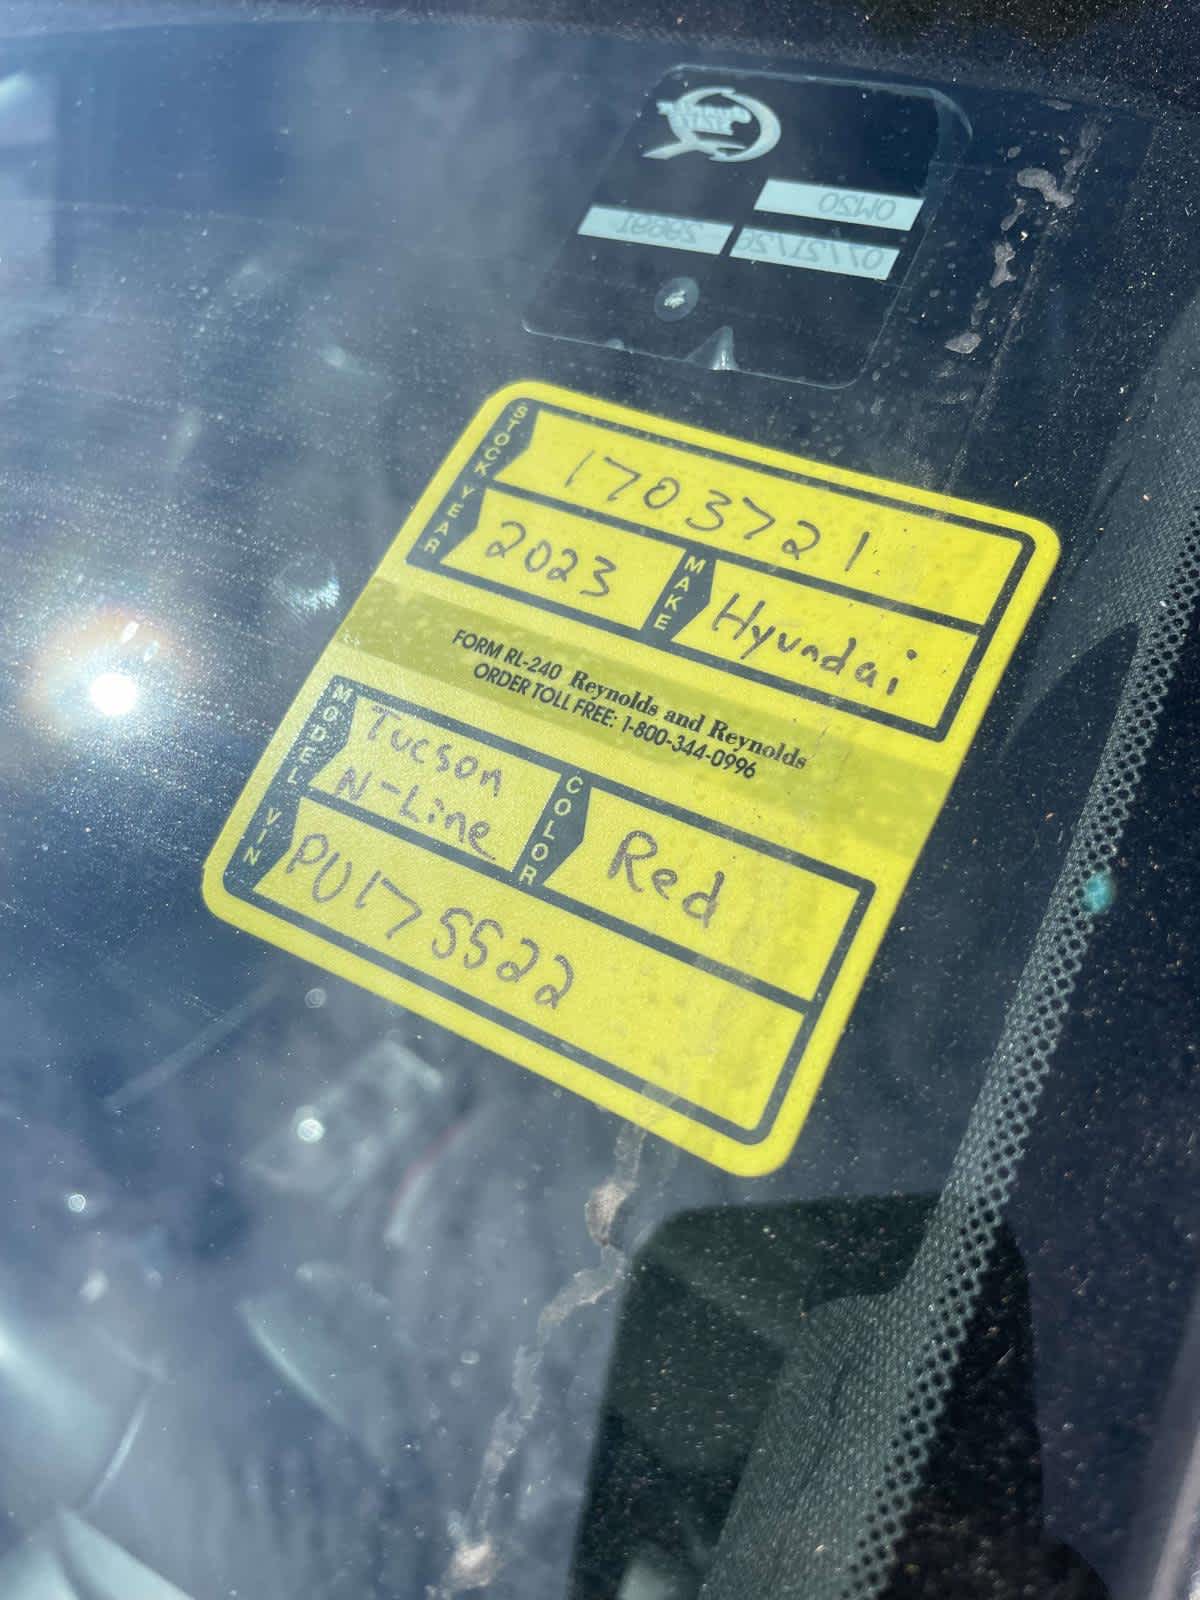 OW20
STOCK 1703721
YEAR 2023 MAKE Hyundai
FORM RL-240 Reynolds and Reynolds
ORDER TOLL FREE: 1-800-344-0996
MODEL Tucson
N-Line
COLOR Red
VIN PU175522